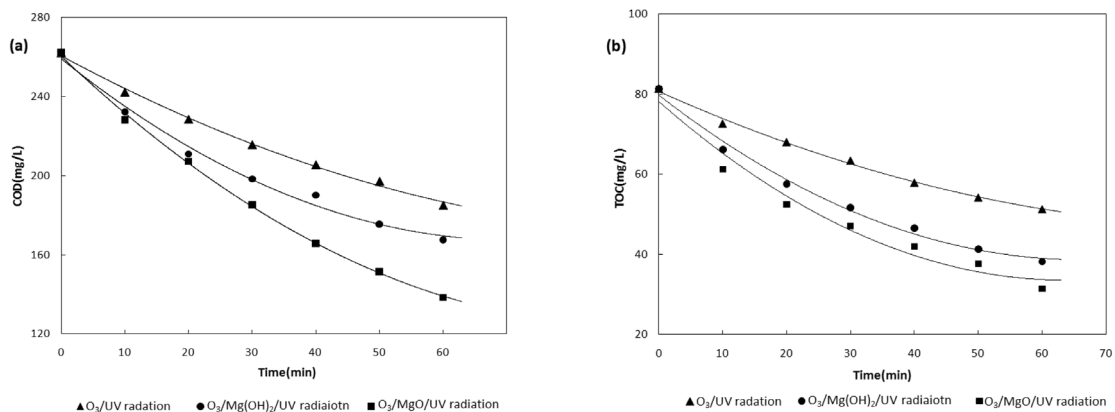 (a)
COD(mg/L)
280
240
200
160
120
0 10 20 30 40 50 60
Time(min)
▲O3/UV radation ●O3/Mg(OH)2/UV radiaiotn ■O3/MgO/UV radiation
(b)
TOC(mg/L)
100
80
60
40
20
0 10 20 30 40 50 60 70
Time(min)
▲O3/UV radation ●O3/Mg(OH)2/UV radiaiotn ■O3/MgO/UV radiation